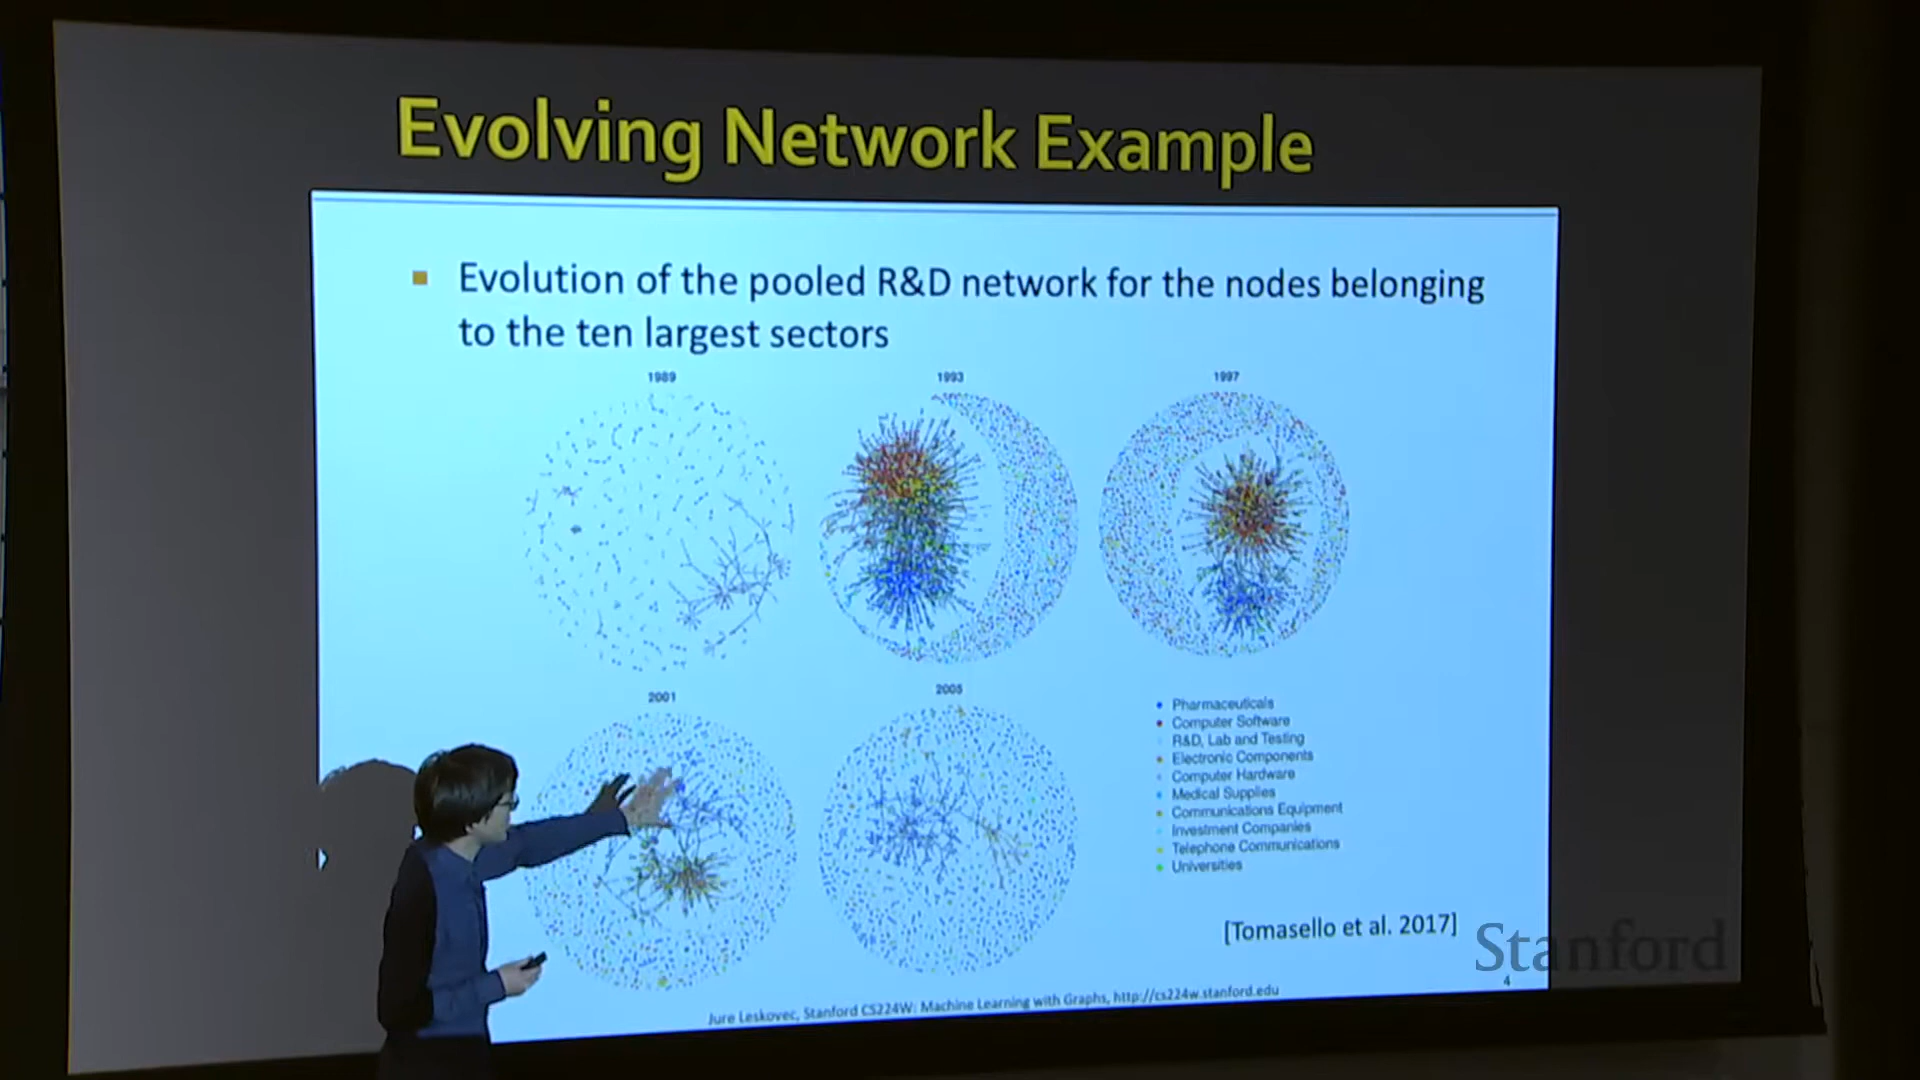 Evolving Network Example
Evolution of the pooled R&D network for the nodes belonging
to the ten largest sectors
1989
1993
1997
2001
2005
Pharmaceuticals
Computer Software
R&D, Lab and Testing
Electronic Components
Computer Hardware
Medical Supplies
Communications Equipment
Investment Companies
Telephone Communications
Universities
[Tomasello et al. 2017]
Stanford
4
Jure Leskovec, Stanford CS224W: Machine Learning with Graphs, http://cs224w.stanford.edu